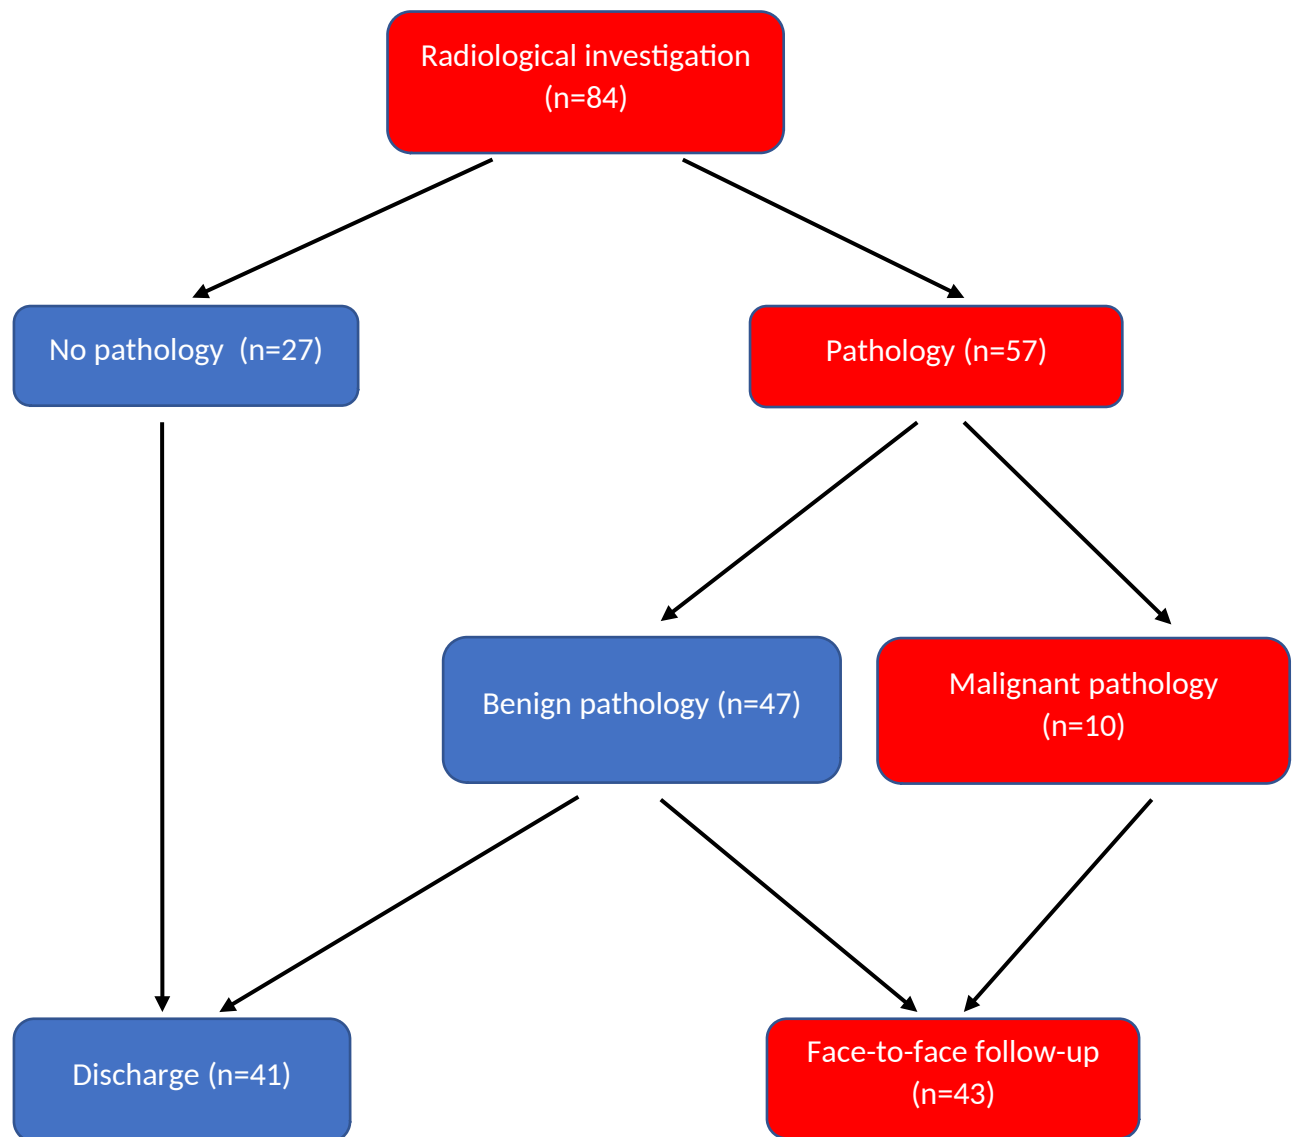 Radiological investigation
(n=84)
No pathology  (n=27)
Pathology (n=57)
Benign pathology (n=47)
Malignant pathology
(n=10)
Discharge (n=41)
Face-to-face follow-up
(n=43)